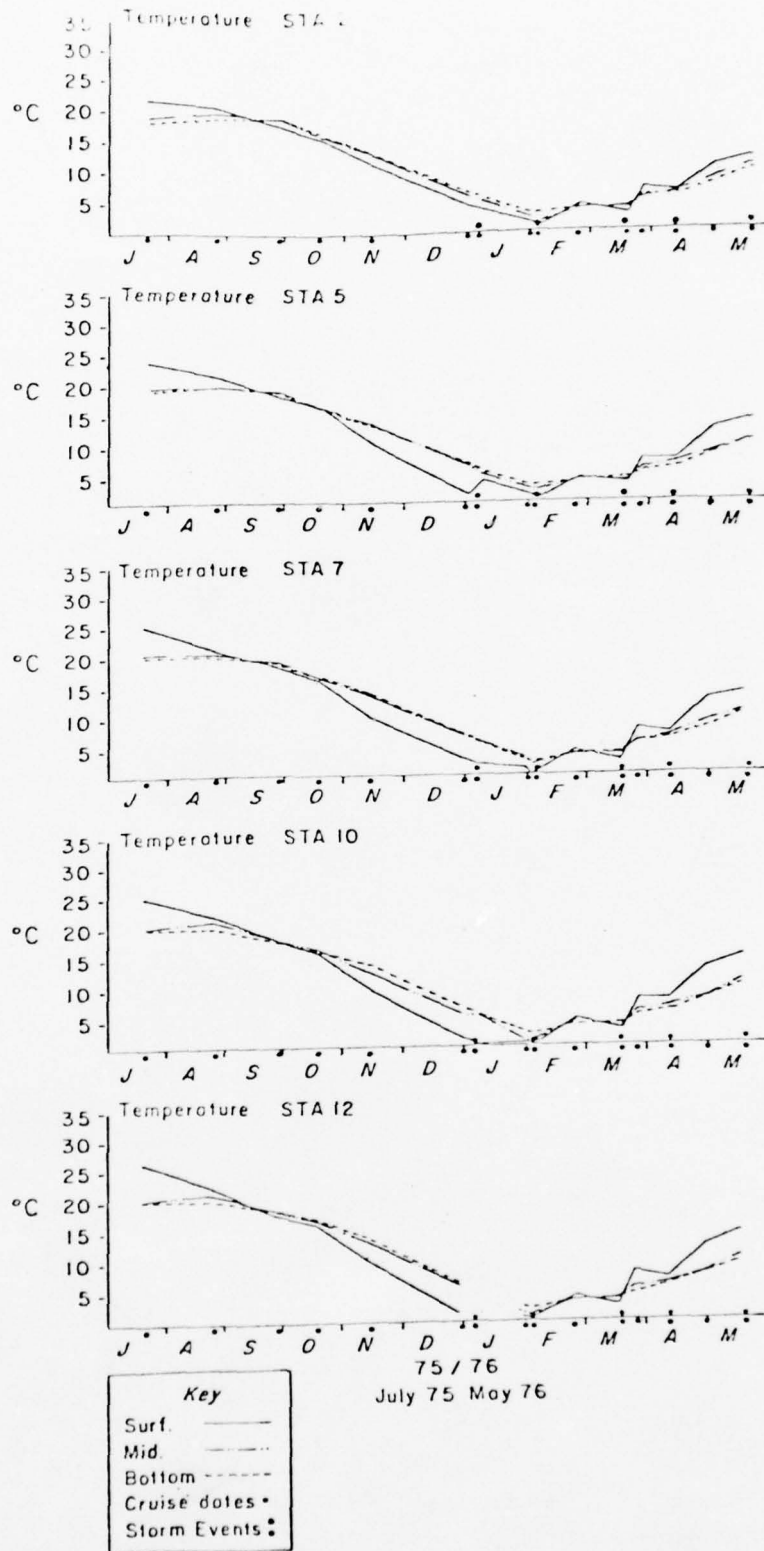 Temperature STA
35
30
25
°C 20
15
10
5
J A S O N D J F M A M
Temperature STA 5
35
30
25
°C 20
15
10
5
J A S O N D J F M A M
Temperature STA 7
35
30
25
°C 20
15
10
5
J A S O N D J F M A M
Temperature STA 10
35
30
25
°C 20
15
10
5
J A S O N D J F M A M
Temperature STA 12
35
30
25
°C 20
15
10
5
J A S O N D J F M A M
75 / 76
July 75 May 76
Key
Surf.
Mid.
Bottom
Cruise dates
Storm Events